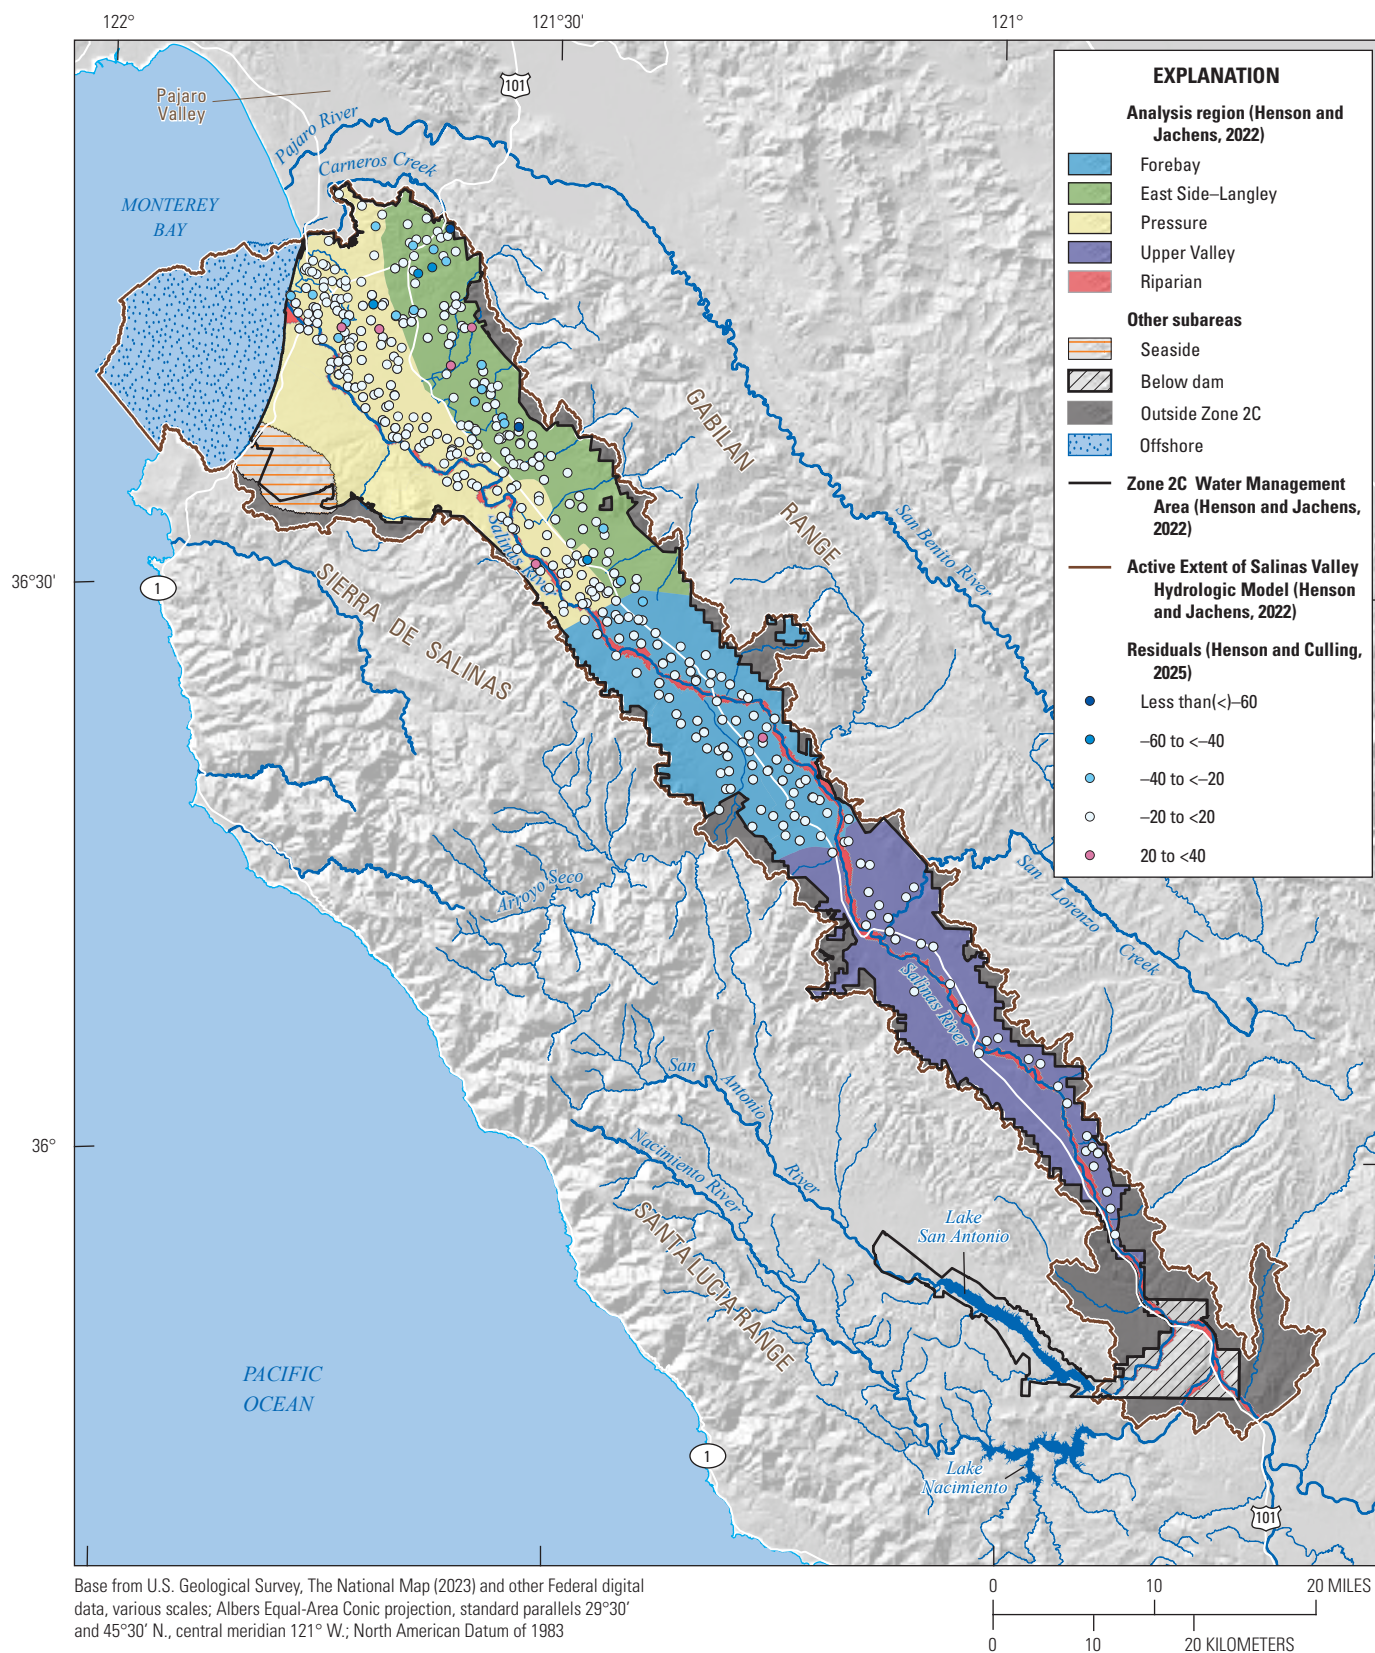 122°
121°30'
121°
Pajaro
Valley
101
Pajaro River
Carneros Creek
MONTEREY
BAY
GABILAN
RANGE
San Benito River
36°30'
1
SIERRA DE SALINAS
Salinas River
Arroyo Seco
San Lorenzo Creek
Salinas River
San Antonio River
36°
Nacimiento River
SANTA LUCIA RANGE
Lake
San Antonio
PACIFIC
OCEAN
1
Lake
Nacimiento
101
EXPLANATION
Analysis region (Henson and
Jachens, 2022)
Forebay
East Side–Langley
Pressure
Upper Valley
Riparian
Other subareas
Seaside
Below dam
Outside Zone 2C
Offshore
Zone 2C Water Management
Area (Henson and Jachens,
2022)
Active Extent of Salinas Valley
Hydrologic Model (Henson
and Jachens, 2022)
Residuals (Henson and Culling,
2025)
Less than(<)–60
–60 to <–40
–40 to <–20
–20 to <20
20 to <40
Base from U.S. Geological Survey, The National Map (2023) and other Federal digital
data, various scales; Albers Equal-Area Conic projection, standard parallels 29°30'
and 45°30' N., central meridian 121° W.; North American Datum of 1983
0 10 20 MILES
0 10 20 KILOMETERS